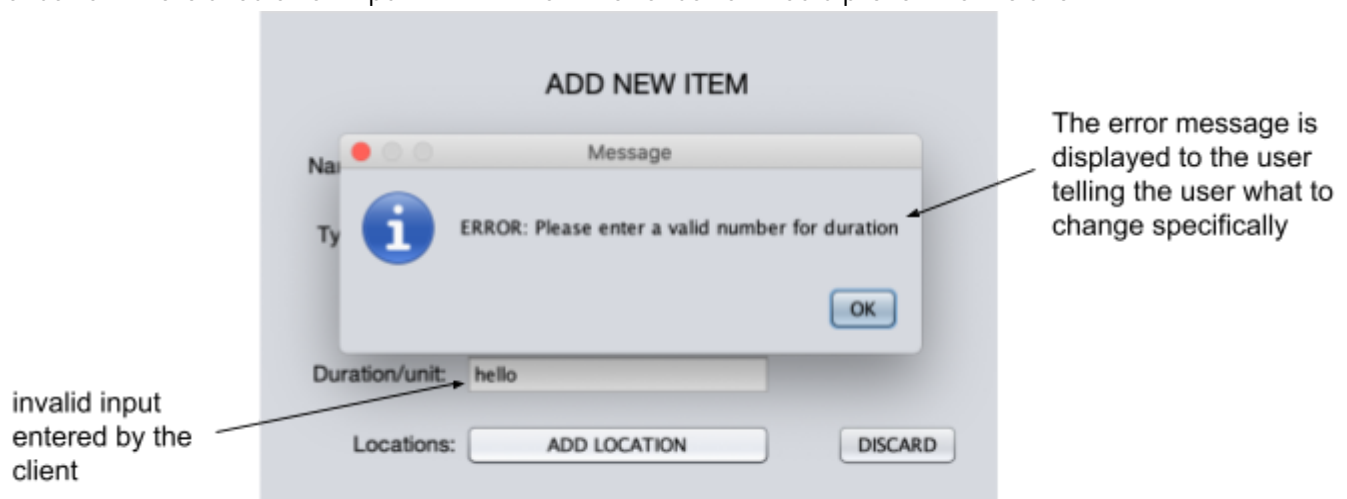 ADD NEW ITEM
Message
Nai
ERROR: Please enter a valid number for duration
Ty
OK
Duration/unit:
hello
Locations:
ADD LOCATION
DISCARD
The error message is
displayed to the user
telling the user what to
change specifically
invalid input
entered by the
client